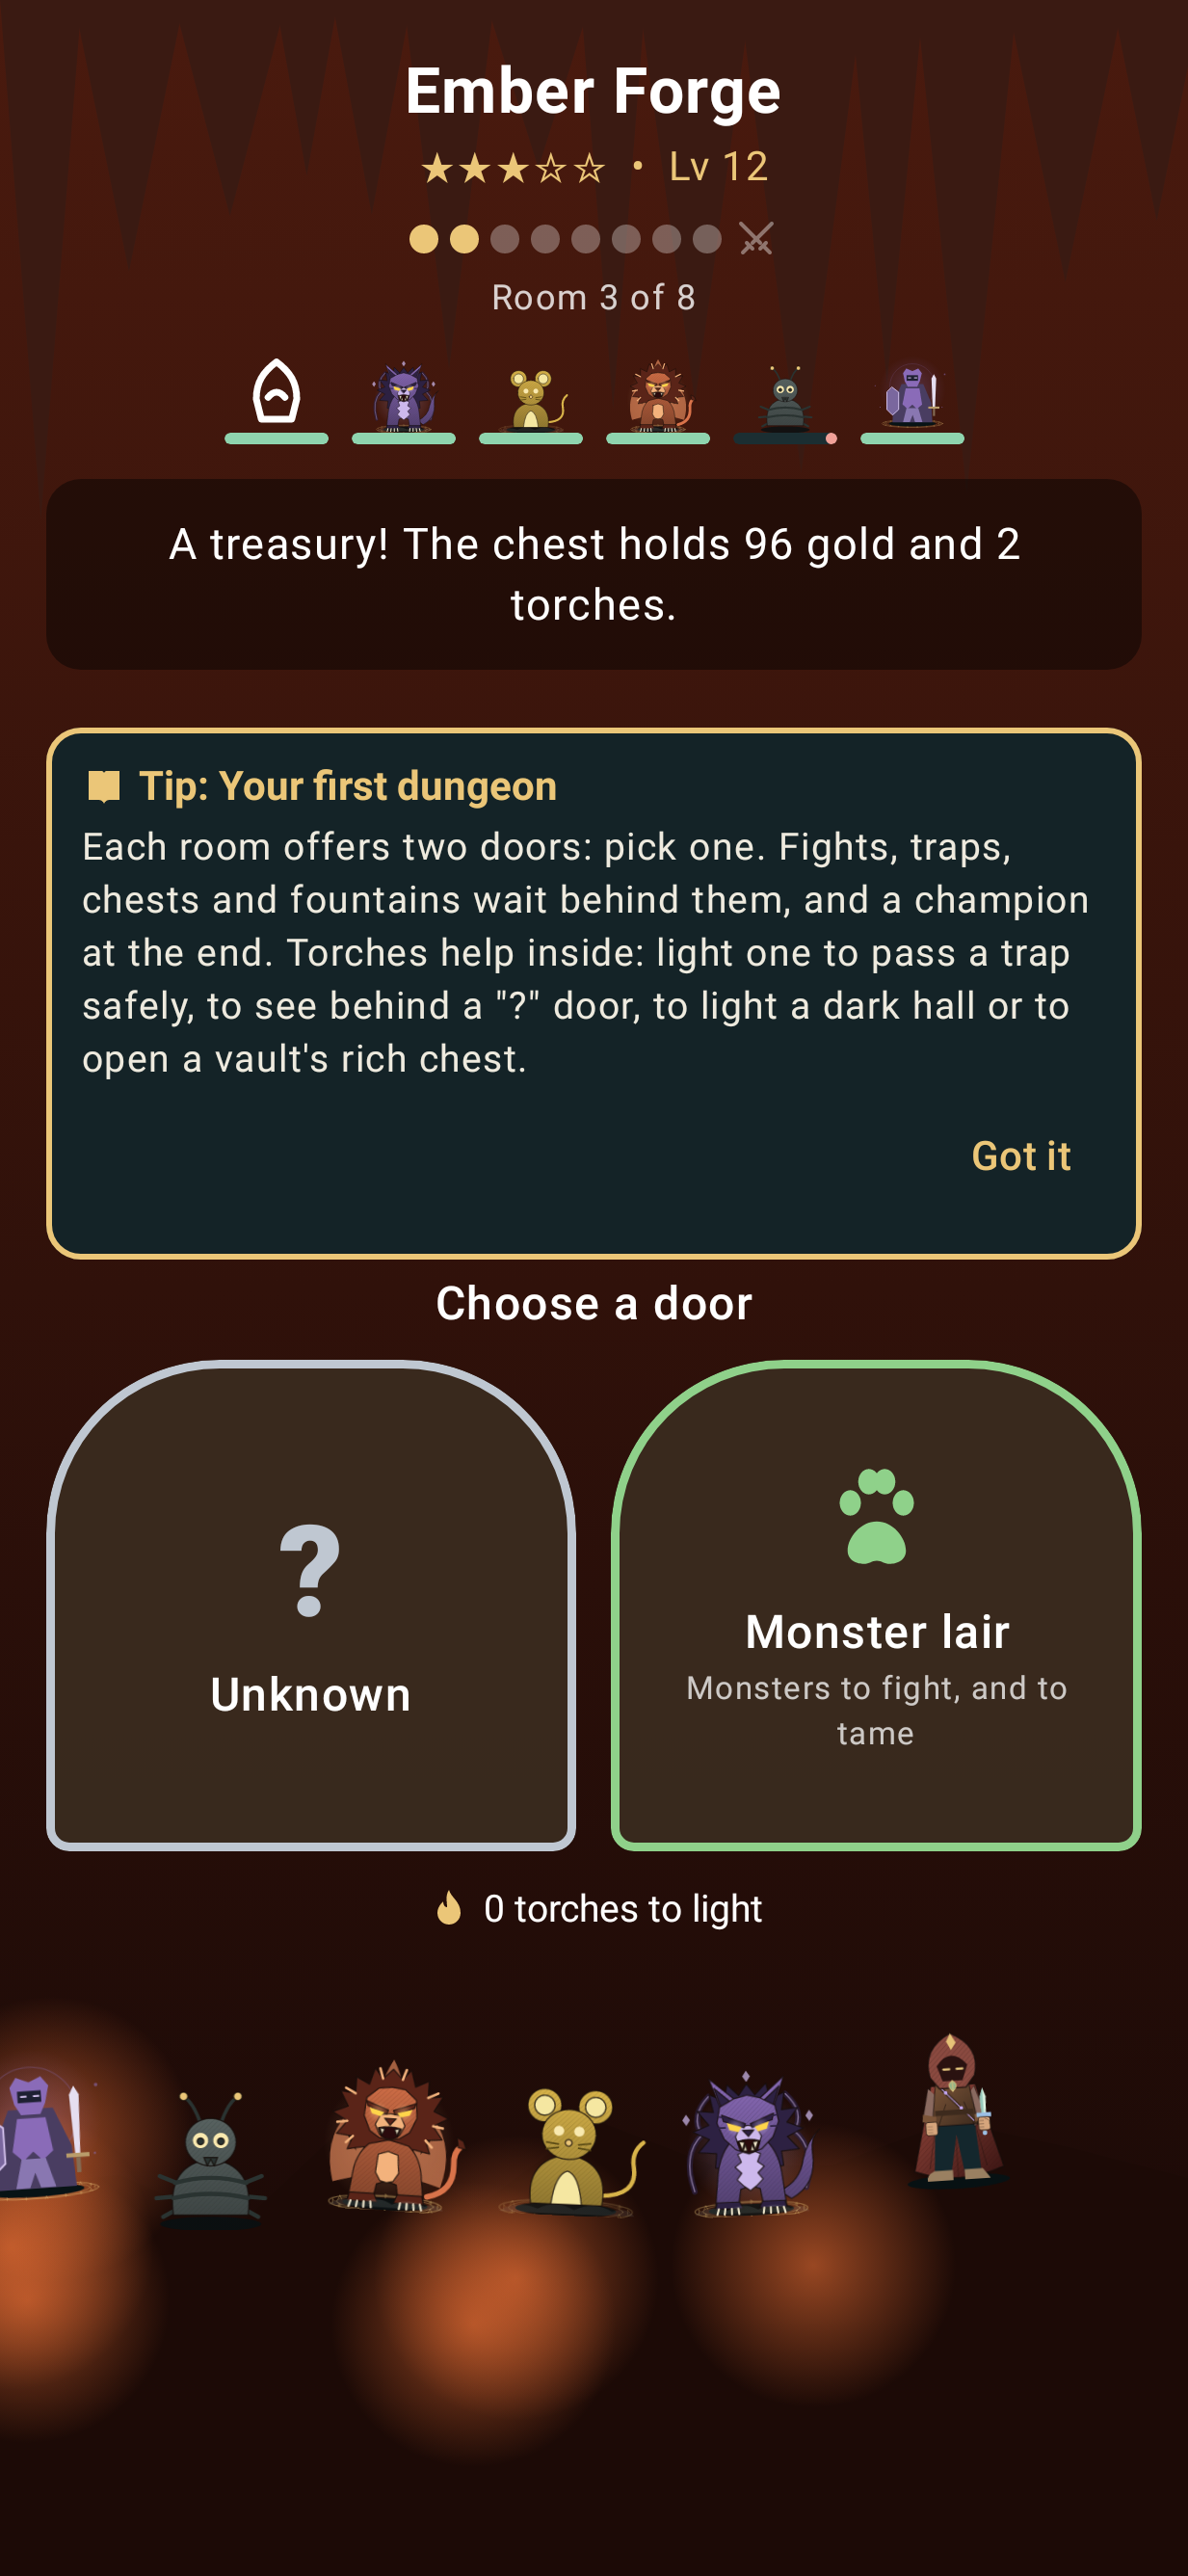 Ember Forge
★★★☆☆ • Lv 12
Room 3 of 8
A treasury! The chest holds 96 gold and 2
torches.
Tip: Your first dungeon
Each room offers two doors: pick one. Fights, traps,
chests and fountains wait behind them, and a champion
at the end. Torches help inside: light one to pass a trap
safely, to see behind a "?" door, to light a dark hall or to
open a vault's rich chest.
Got it
Choose a door
?
Unknown
Monster lair
Monsters to fight, and to
tame
0 torches to light